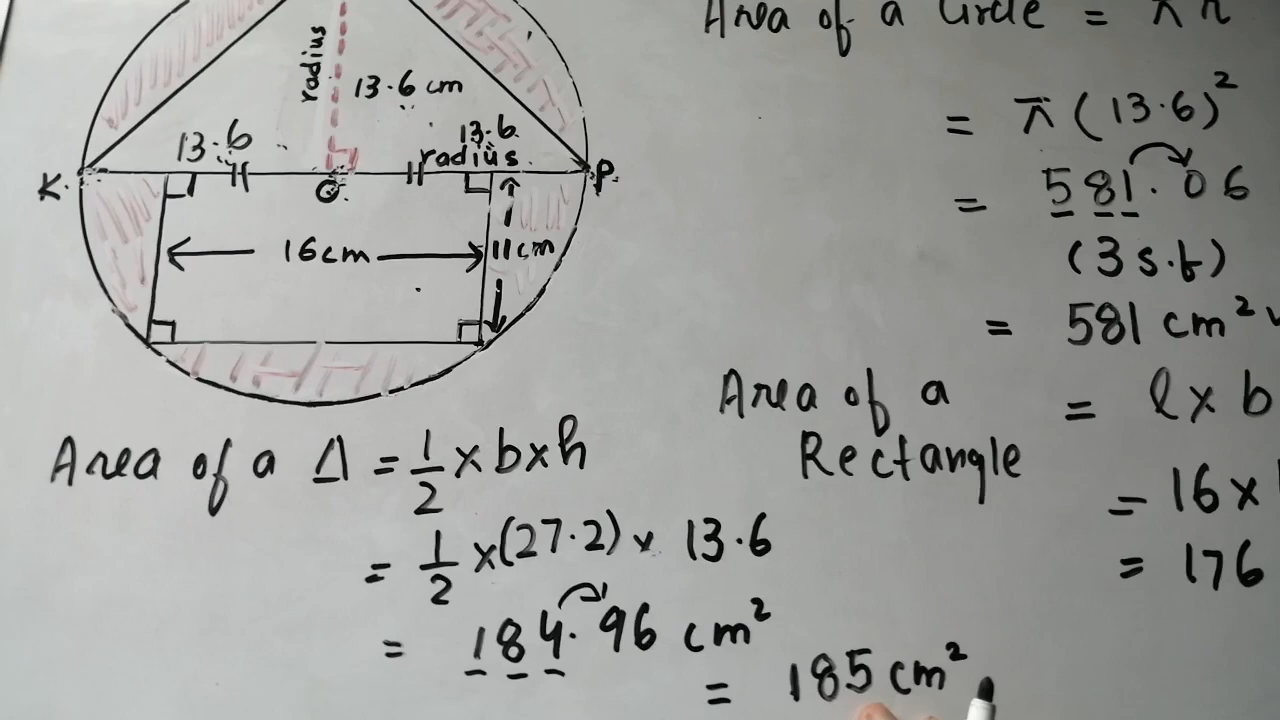 radius
13.6 cm
13.6
13.6
radius
K
O
P
16cm
11cm
Area of a Δ = 1/2 × b × h
= 1/2 × (27.2) × 13.6
= 184.96 cm²
= 185 cm²
Area of a Circle = π r
= π (13.6)²
= 581.06
(3 s.f)
= 581 cm²
Area of a = l × b
Rectangle
= 16 ×
= 176